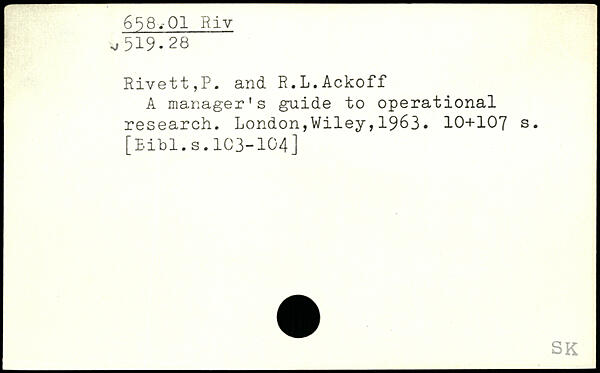 658.01 Riv
519.28
Rivett,P. and R.L.Ackoff
A manager's guide to operational
research. London,Wiley,1963. 10+107 s.
[Bibl.s.103-104]
SK